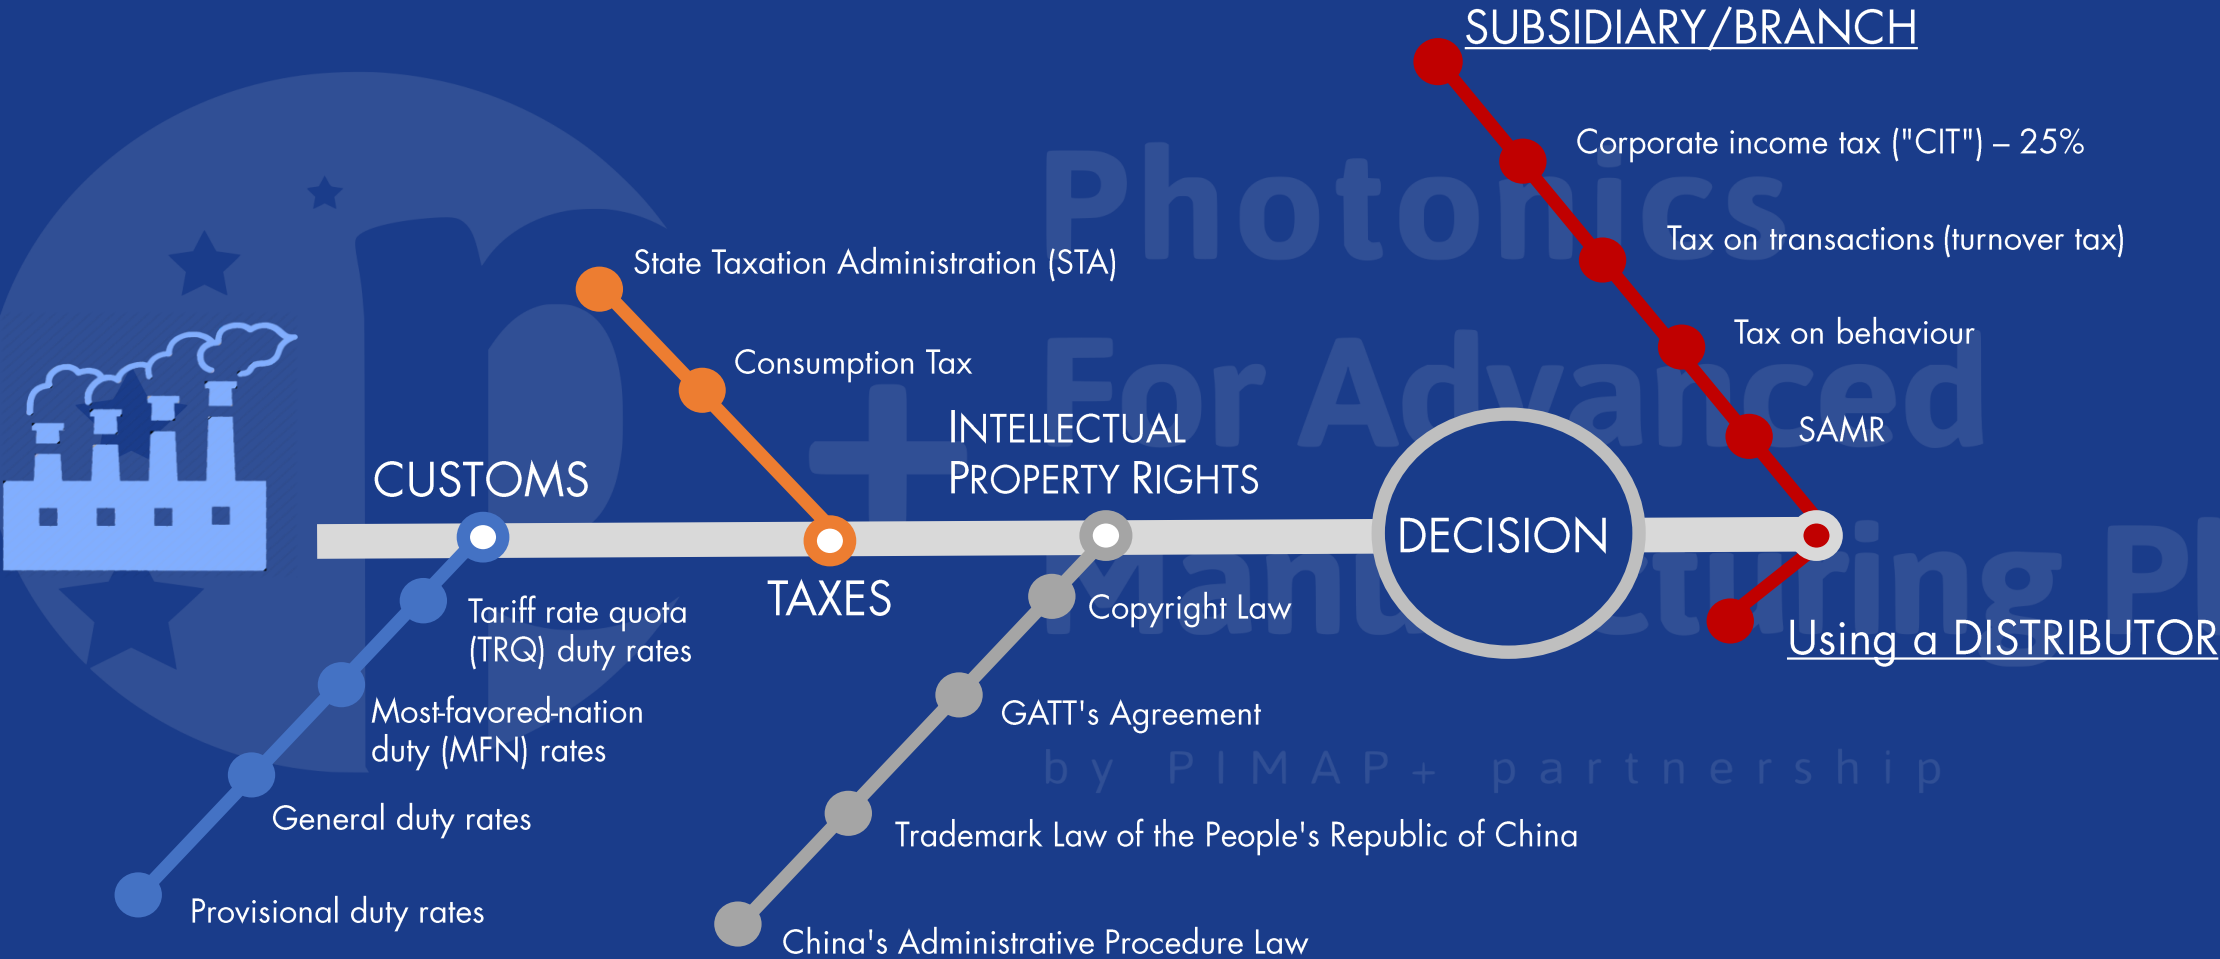 SUBSIDIARY/BRANCH
Corporate income tax ("CIT") – 25%
Tax on transactions (turnover tax)
Tax on behaviour
SAMR
State Taxation Administration (STA)
Consumption Tax
INTELLECTUAL
PROPERTY RIGHTS
CUSTOMS
DECISION
TAXES
Using a DISTRIBUTOR
Tariff rate quota
(TRQ) duty rates
Most-favored-nation
duty (MFN) rates
General duty rates
Provisional duty rates
Copyright Law
GATT's Agreement
Trademark Law of the People's Republic of China
China's Administrative Procedure Law
Photonics
For Advanced
Manufacturing Pl
by PIMAP+ partnership